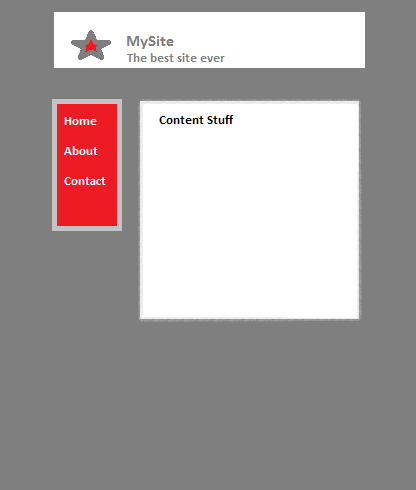 MySite
The best site ever
Home
About
Contact
Content Stuff